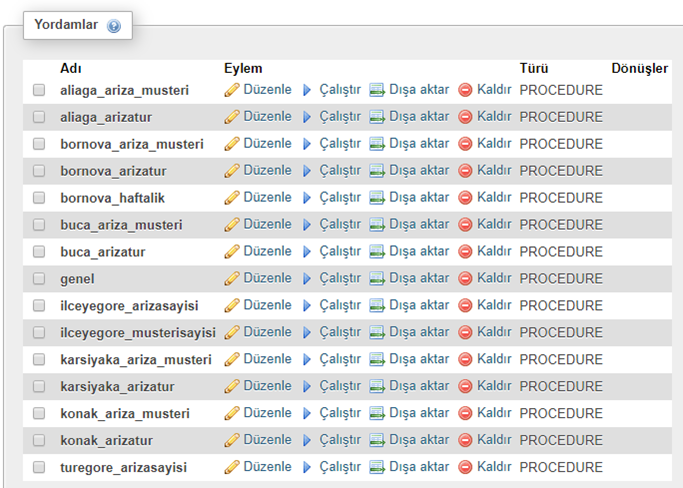 Yordamlar
Adı Eylem Türü Dönüşler
aliaga_ariza_musteri Düzenle Çalıştır Dışa aktar Kaldır PROCEDURE
aliaga_arizatur Düzenle Çalıştır Dışa aktar Kaldır PROCEDURE
bornova_ariza_musteri Düzenle Çalıştır Dışa aktar Kaldır PROCEDURE
bornova_arizatur Düzenle Çalıştır Dışa aktar Kaldır PROCEDURE
bornova_haftalik Düzenle Çalıştır Dışa aktar Kaldır PROCEDURE
buca_ariza_musteri Düzenle Çalıştır Dışa aktar Kaldır PROCEDURE
buca_arizatur Düzenle Çalıştır Dışa aktar Kaldır PROCEDURE
genel Düzenle Çalıştır Dışa aktar Kaldır PROCEDURE
ilceyegore_arizasayisi Düzenle Çalıştır Dışa aktar Kaldır PROCEDURE
ilceyegore_musterisayisi Düzenle Çalıştır Dışa aktar Kaldır PROCEDURE
karsiyaka_ariza_musteri Düzenle Çalıştır Dışa aktar Kaldır PROCEDURE
karsiyaka_arizatur Düzenle Çalıştır Dışa aktar Kaldır PROCEDURE
konak_ariza_musteri Düzenle Çalıştır Dışa aktar Kaldır PROCEDURE
konak_arizatur Düzenle Çalıştır Dışa aktar Kaldır PROCEDURE
turegore_arizasayisi Düzenle Çalıştır Dışa aktar Kaldır PROCEDURE